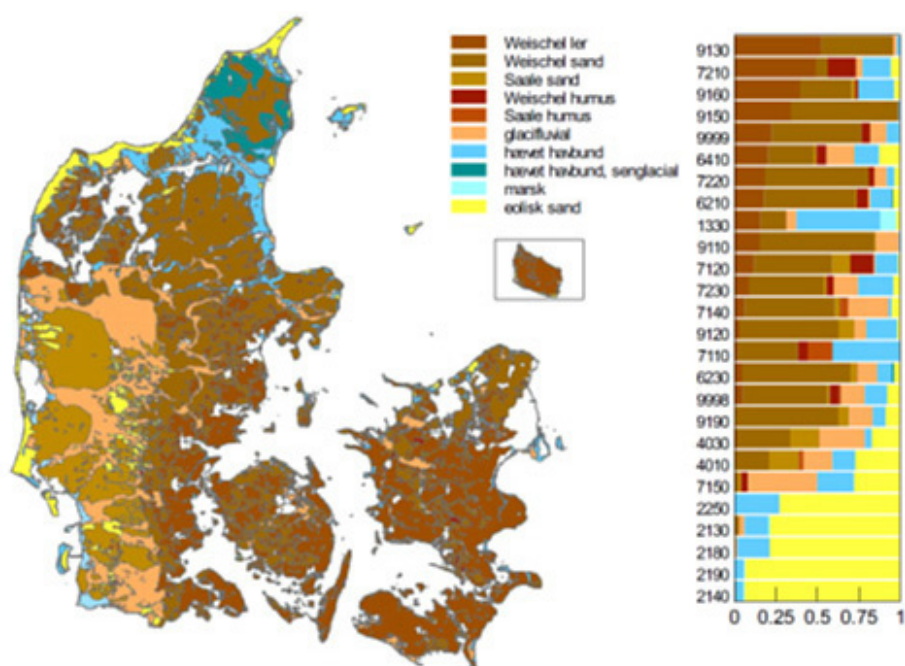 Weischel ler
Weischel sand
Saale sand
Weischel humus
Saale humus
glacifluvial
hævet havbund
hævet havbund, senglacial
marsk
eolisk sand
9130
7210
9160
9150
9999
6410
7220
6210
1330
9110
7120
7230
7140
9120
7110
6230
9998
9190
4030
4010
7150
2250
2130
2180
2190
2140
0 0.25 0.5 0.75 1